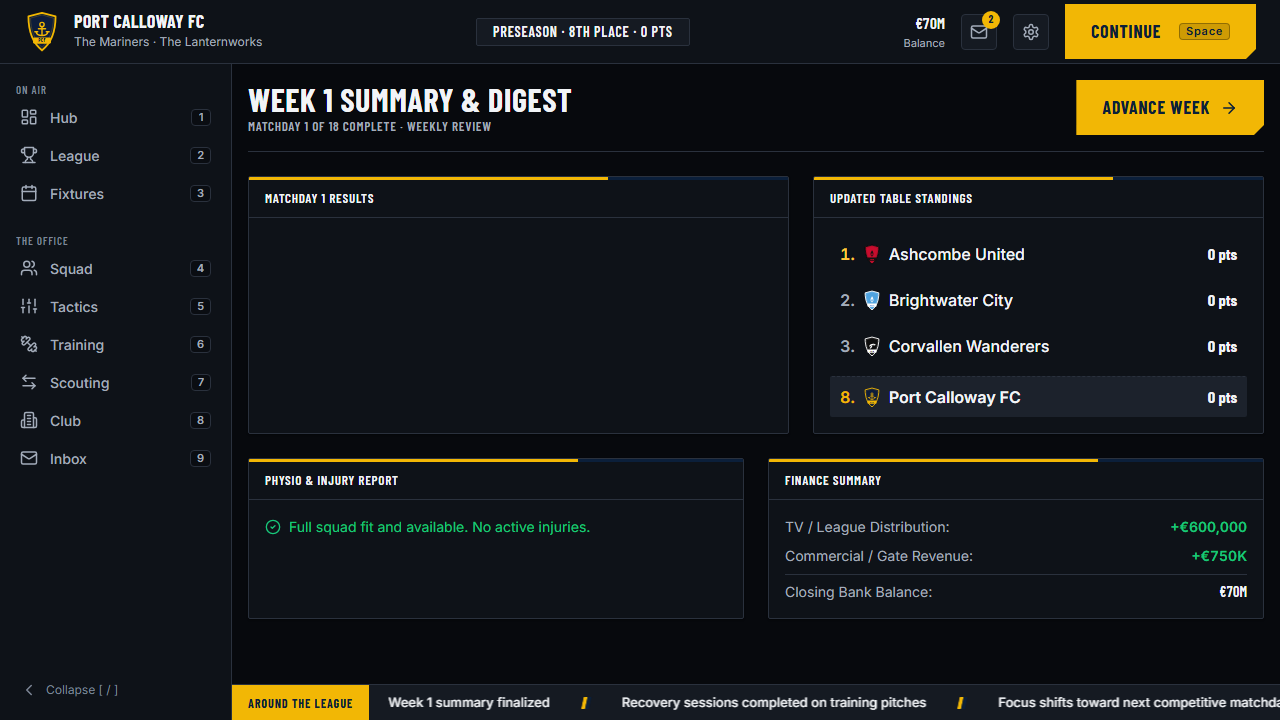 PORT CALLOWAY FC
The Mariners · The Lanternworks
PRESEASON · 8TH PLACE · 0 PTS
€70M
Balance
2
CONTINUE Space
ON AIR
Hub 1
League 2
Fixtures 3
THE OFFICE
Squad 4
Tactics 5
Training 6
Scouting 7
Club 8
Inbox 9
Collapse [ / ]
WEEK 1 SUMMARY & DIGEST
MATCHDAY 1 OF 18 COMPLETE · WEEKLY REVIEW
ADVANCE WEEK
MATCHDAY 1 RESULTS
UPDATED TABLE STANDINGS
1. Ashcombe United 0 pts
2. Brightwater City 0 pts
3. Corvallen Wanderers 0 pts
8. Port Calloway FC 0 pts
PHYSIO & INJURY REPORT
Full squad fit and available. No active injuries.
FINANCE SUMMARY
TV / League Distribution: +€600,000
Commercial / Gate Revenue: +€750K
Closing Bank Balance: €70M
AROUND THE LEAGUE
Week 1 summary finalized / Recovery sessions completed on training pitches / Focus shifts toward next competitive matchda